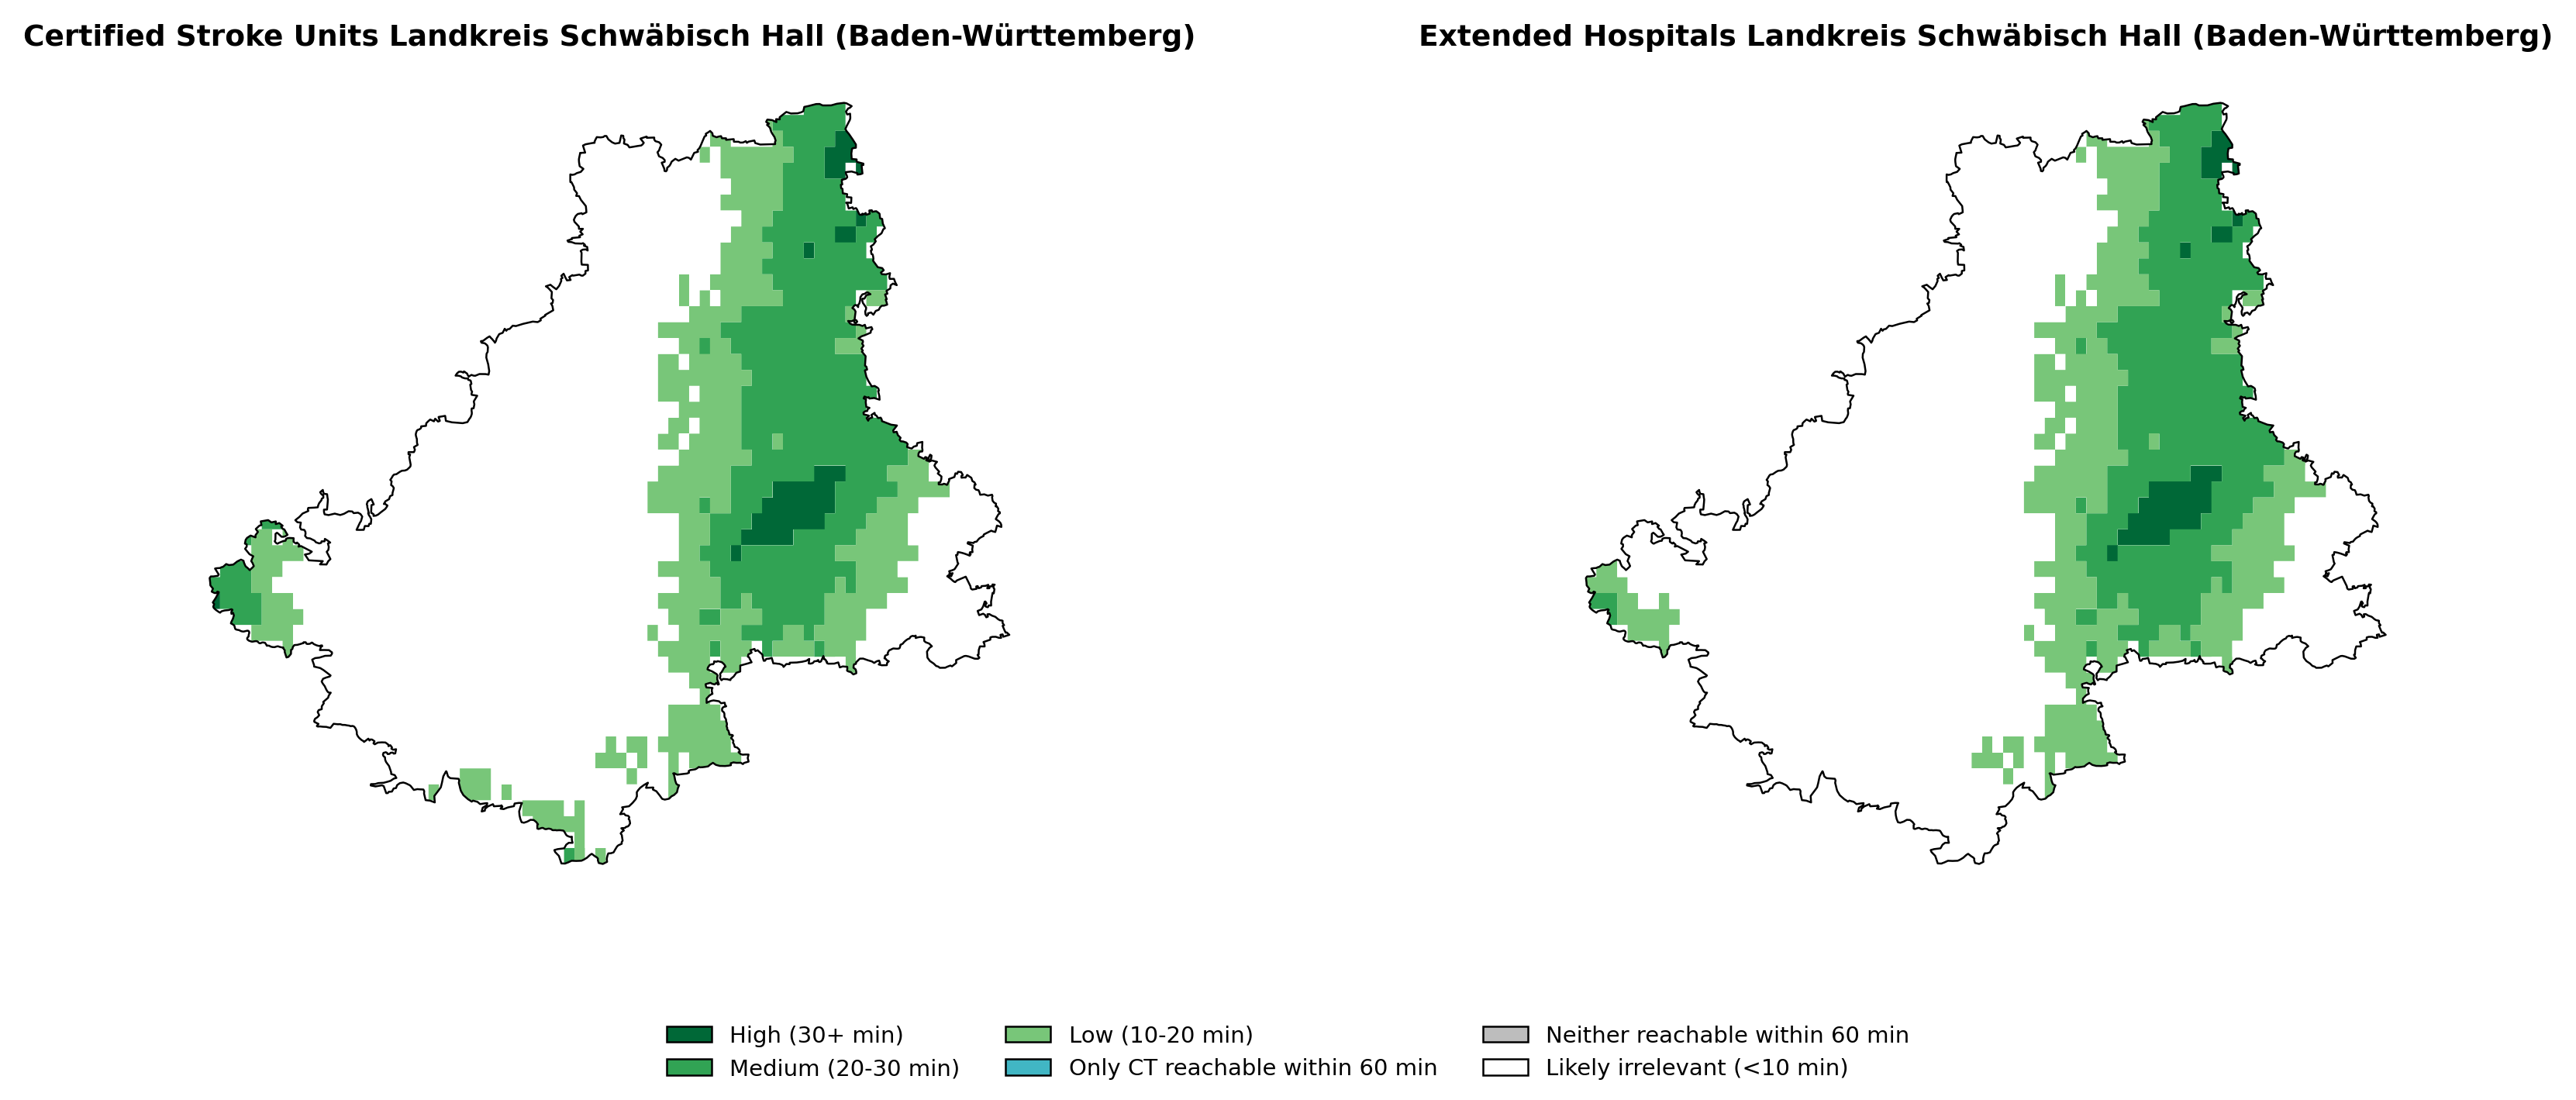 Certified Stroke Units Landkreis Schwäbisch Hall (Baden-Württemberg)
Extended Hospitals Landkreis Schwäbisch Hall (Baden-Württemberg)
High (30+ min)
Medium (20-30 min)
Low (10-20 min)
Only CT reachable within 60 min
Neither reachable within 60 min
Likely irrelevant (<10 min)